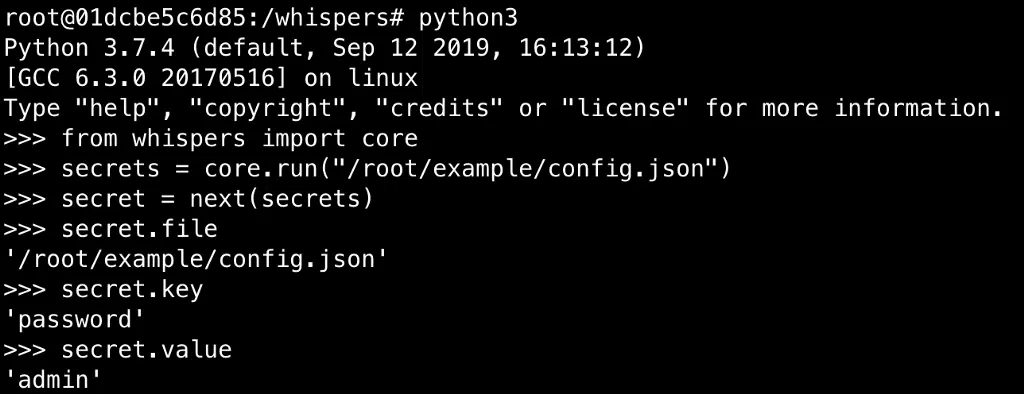 root@01dcbe5c6d85:/whispers# python3
Python 3.7.4 (default, Sep 12 2019, 16:13:12)
[GCC 6.3.0 20170516] on linux
Type "help", "copyright", "credits" or "license" for more information.
>>> from whispers import core
>>> secrets = core.run("/root/example/config.json")
>>> secret = next(secrets)
>>> secret.file
'/root/example/config.json'
>>> secret.key
'password'
>>> secret.value
'admin'